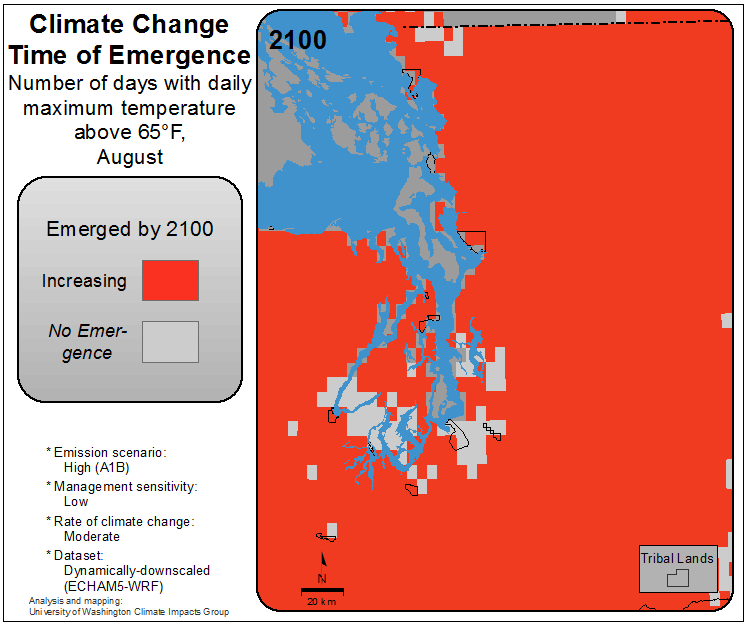 Climate Change
Time of Emergence
Number of days with daily
maximum temperature
above 65°F,
August
Emerged by 2100
Increasing
No Emer-
gence
* Emission scenario:
High (A1B)
* Management sensitivity:
Low
* Rate of climate change:
Moderate
* Dataset:
Dynamically-downscaled
(ECHAM5-WRF)
Analysis and mapping:
University of Washington Climate Impacts Group
2100
N
20 km
Tribal Lands